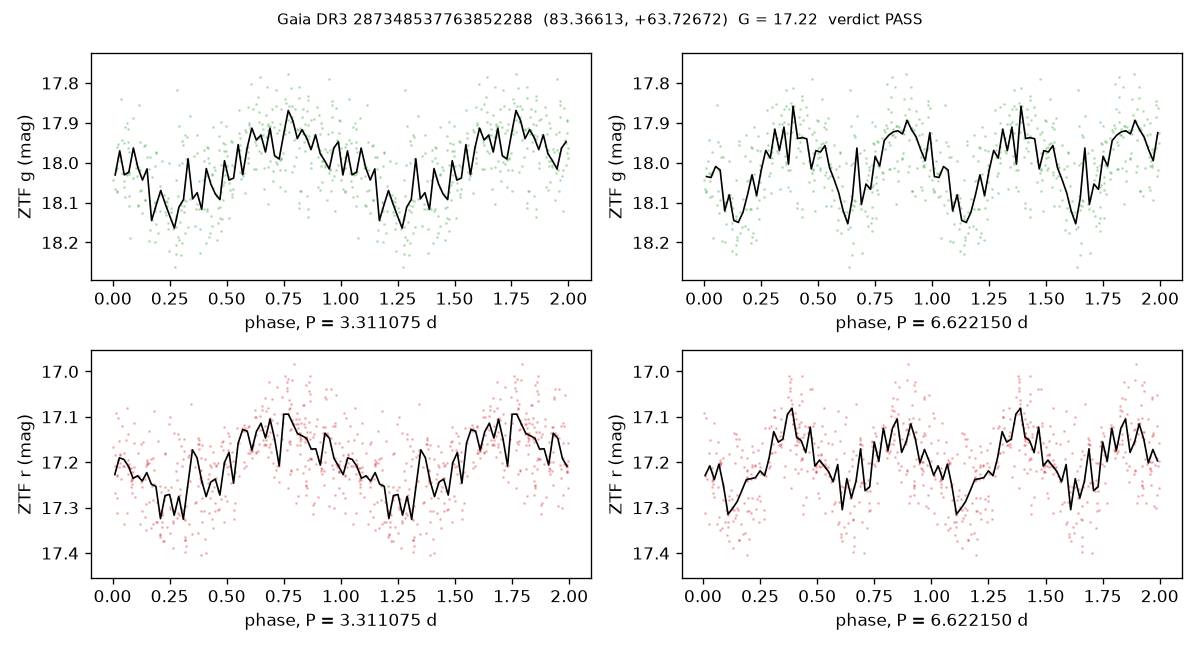 Gaia DR3 287348537763852288 (83.36613, +63.72672) G = 17.22 verdict PASS
ZTF g (mag)
17.8
17.9
18.0
18.1
18.2
0.00 0.25 0.50 0.75 1.00 1.25 1.50 1.75 2.00
phase, P = 3.311075 d
ZTF g (mag)
17.8
17.9
18.0
18.1
18.2
0.00 0.25 0.50 0.75 1.00 1.25 1.50 1.75 2.00
phase, P = 6.622150 d
ZTF r (mag)
17.0
17.1
17.2
17.3
17.4
0.00 0.25 0.50 0.75 1.00 1.25 1.50 1.75 2.00
phase, P = 3.311075 d
ZTF r (mag)
17.0
17.1
17.2
17.3
17.4
0.00 0.25 0.50 0.75 1.00 1.25 1.50 1.75 2.00
phase, P = 6.622150 d